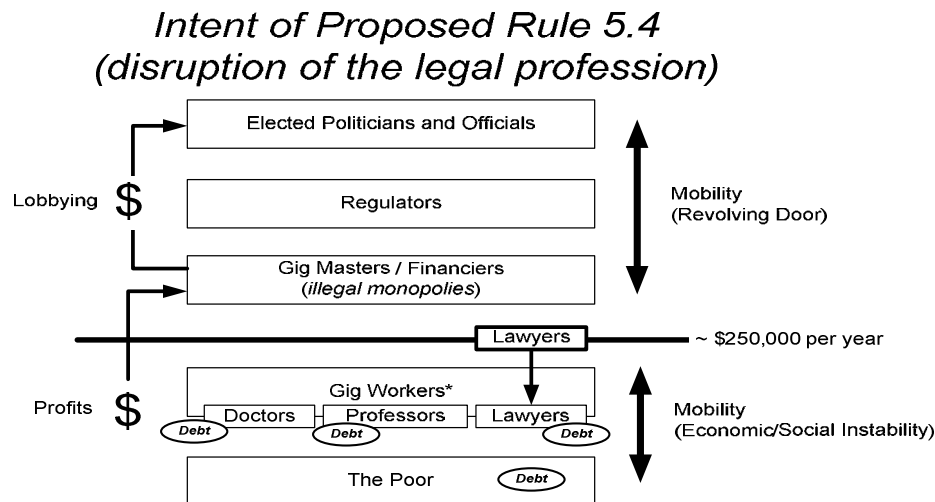 Intent of Proposed Rule 5.4
(disruption of the legal profession)
Elected Politicians and Officials
Lobbying
$
Regulators
Mobility
(Revolving Door)
Gig Masters / Financiers
(illegal monopolies)
Lawyers
~ $250,000 per year
Gig Workers*
Profits
$
Doctors
Professors
Lawyers
Debt
Debt
Debt
Mobility
(Economic/Social Instability)
The Poor
Debt